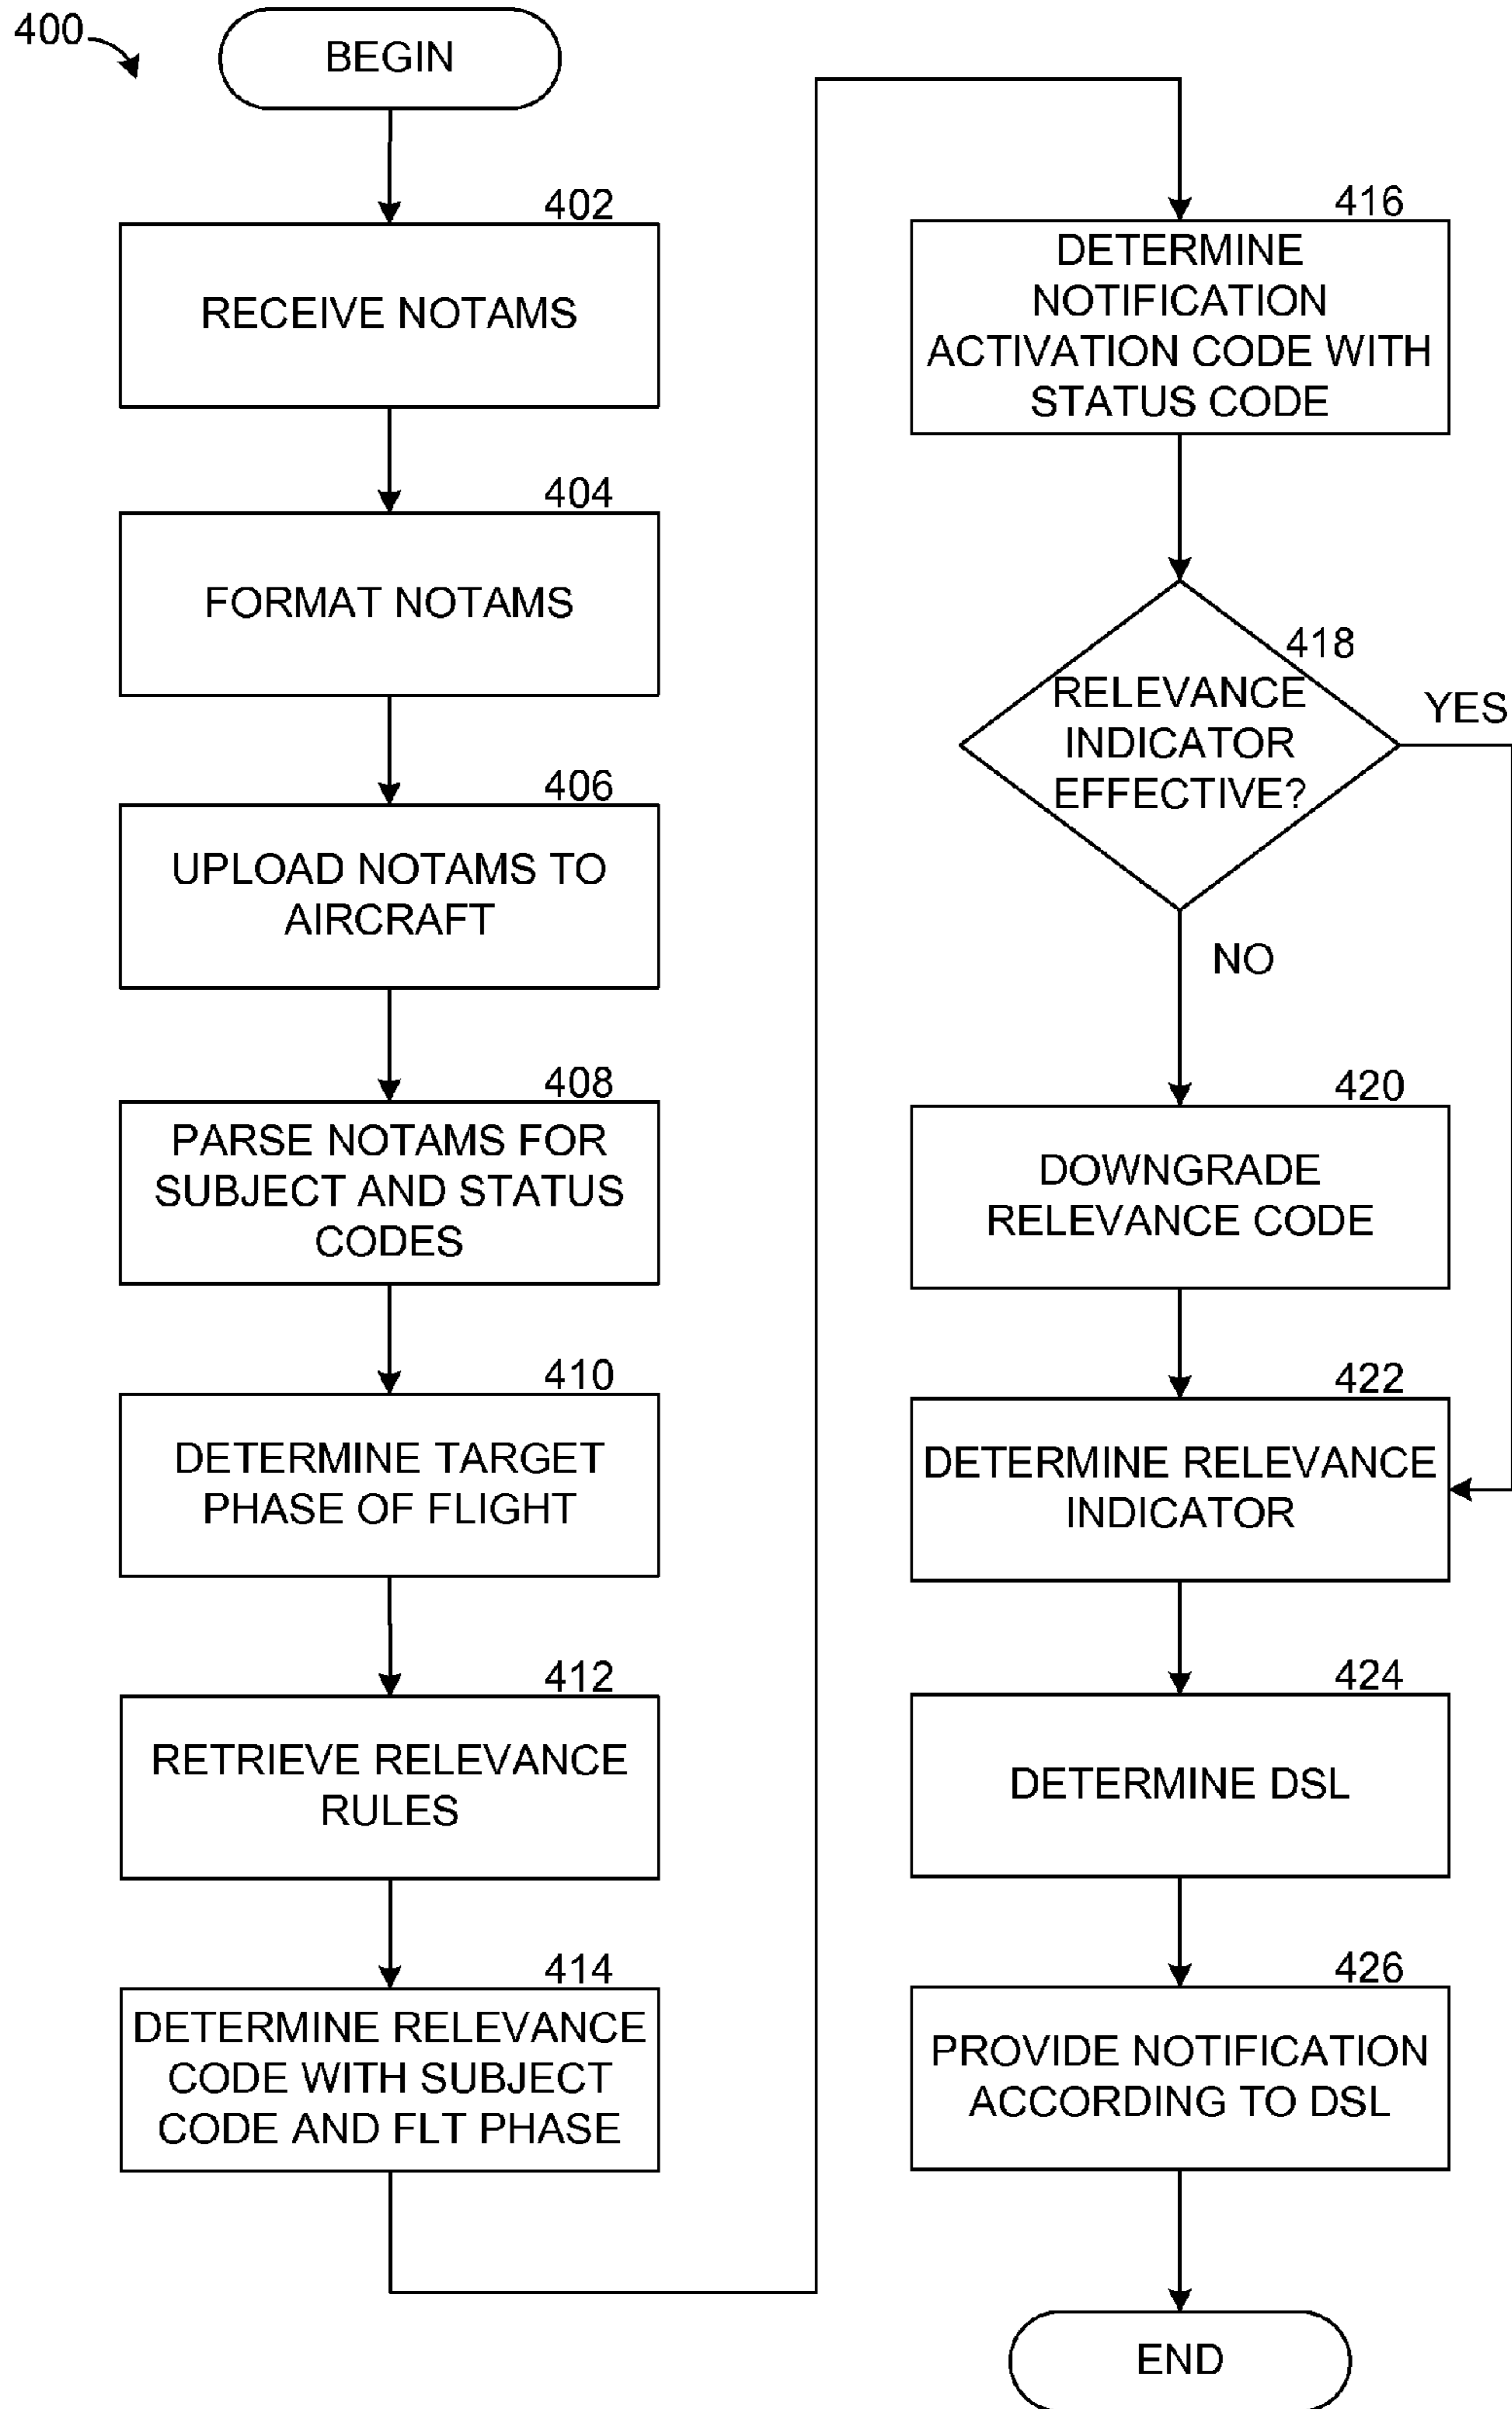 400
BEGIN
402
RECEIVE NOTAMS
404
FORMAT NOTAMS
406
UPLOAD NOTAMS TO
AIRCRAFT
408
PARSE NOTAMS FOR
SUBJECT AND STATUS
CODES
410
DETERMINE TARGET
PHASE OF FLIGHT
412
RETRIEVE RELEVANCE
RULES
414
DETERMINE RELEVANCE
CODE WITH SUBJECT
CODE AND FLT PHASE
416
DETERMINE
NOTIFICATION
ACTIVATION CODE WITH
STATUS CODE
418
RELEVANCE
INDICATOR
EFFECTIVE?
YES
NO
420
DOWNGRADE
RELEVANCE CODE
422
DETERMINE RELEVANCE
INDICATOR
424
DETERMINE DSL
426
PROVIDE NOTIFICATION
ACCORDING TO DSL
END